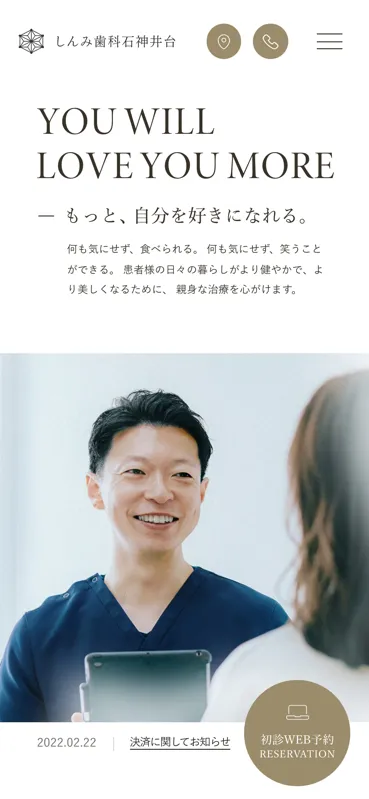 しんみ歯科石神井台
YOU WILL
LOVE YOU MORE
― もっと、自分を好きになれる。
何も気にせず、食べられる。 何も気にせず、笑うこと
ができる。 患者様の日々の暮らしがより健やかで、よ
り美しくなるために、 親身な治療を心がけます。
2022.02.22
決済に関してお知らせ
初診WEB予約
RESERVATION